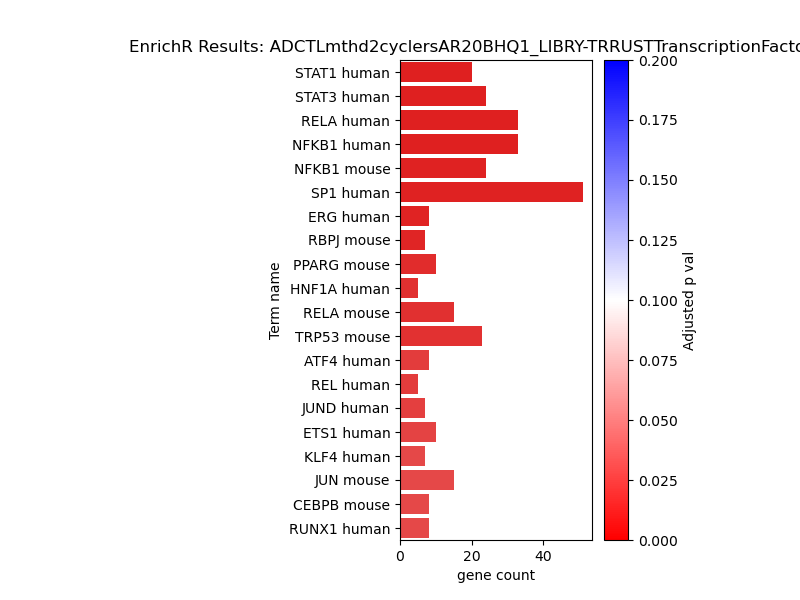 EnrichR Results: ADCTLmthd2cyclersAR20BHQ1_LIBRY-TRRUSTTranscriptionFacto
STAT1 human
STAT3 human
RELA human
NFKB1 human
NFKB1 mouse
SP1 human
ERG human
RBPJ mouse
PPARG mouse
HNF1A human
RELA mouse
TRP53 mouse
ATF4 human
REL human
JUND human
ETS1 human
KLF4 human
JUN mouse
CEBPB mouse
RUNX1 human
Term name
0 20 40
gene count
0.200
0.175
0.150
0.125
0.100
0.075
0.050
0.025
0.000
Adjusted p val